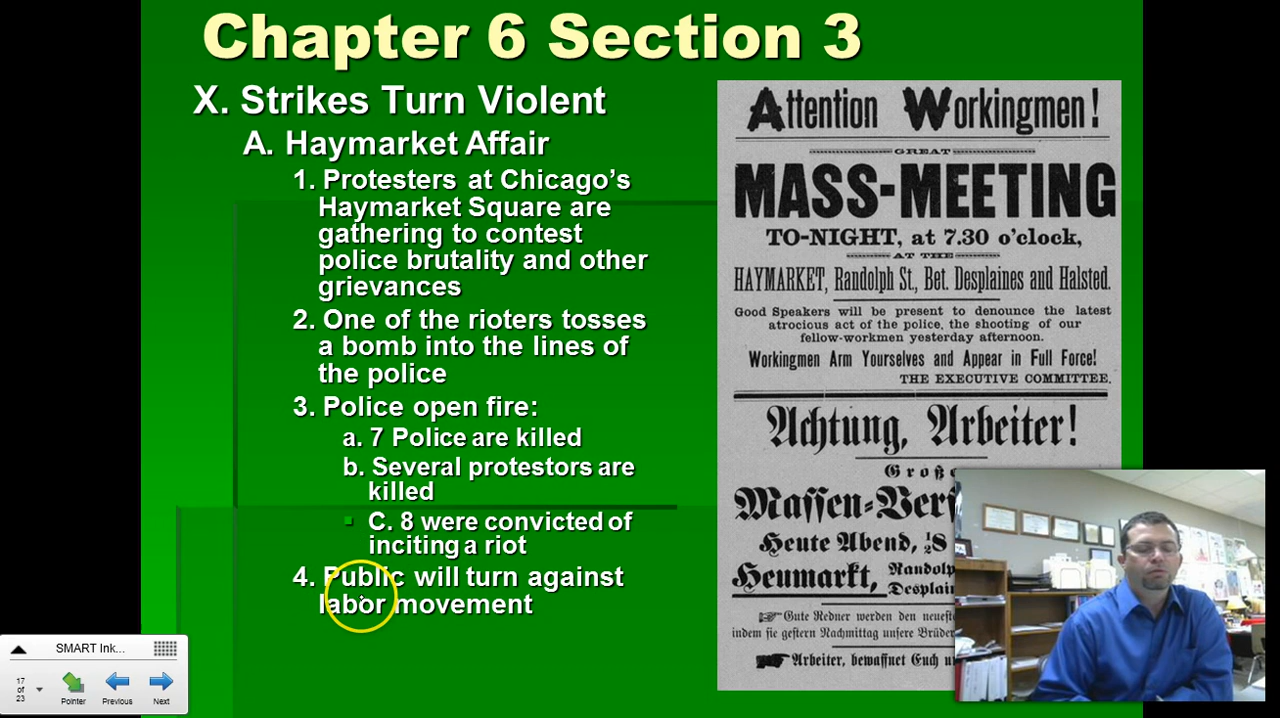 Chapter 6 Section 3
X. Strikes Turn Violent
A. Haymarket Affair
1. Protesters at Chicago’s
Haymarket Square are
gathering to contest
police brutality and other
grievances
2. One of the rioters tosses
a bomb into the lines of
the police
3. Police open fire:
a. 7 Police are killed
b. Several protestors are
killed
C. 8 were convicted of
inciting a riot
4. Public will turn against
labor movement
Attention Workingmen!
GREAT
MASS-MEETING
TO-NIGHT, at 7.30 o'clock,
AT THE
HAYMARKET, Randolph St., Bet. Desplaines and Halsted.
Good Speakers will be present to denounce the latest
atrocious act of the police, the shooting of our
fellow-workmen yesterday afternoon.
Workingmen Arm Yourselves and Appear in Full Force!
THE EXECUTIVE COMMITTEE.
Achtung, Arbeiter!
Große
Massen-Vers
Heute Abend, ½8
Heumarkt, Randolp
Desplain
Gute Redner werden den neuest
indem sie gestern Nachmittag unsere Brüder
Arbeiter, bewaffnet Euch u
SMART Ink...
17
of
23
Pointer
Previous
Next